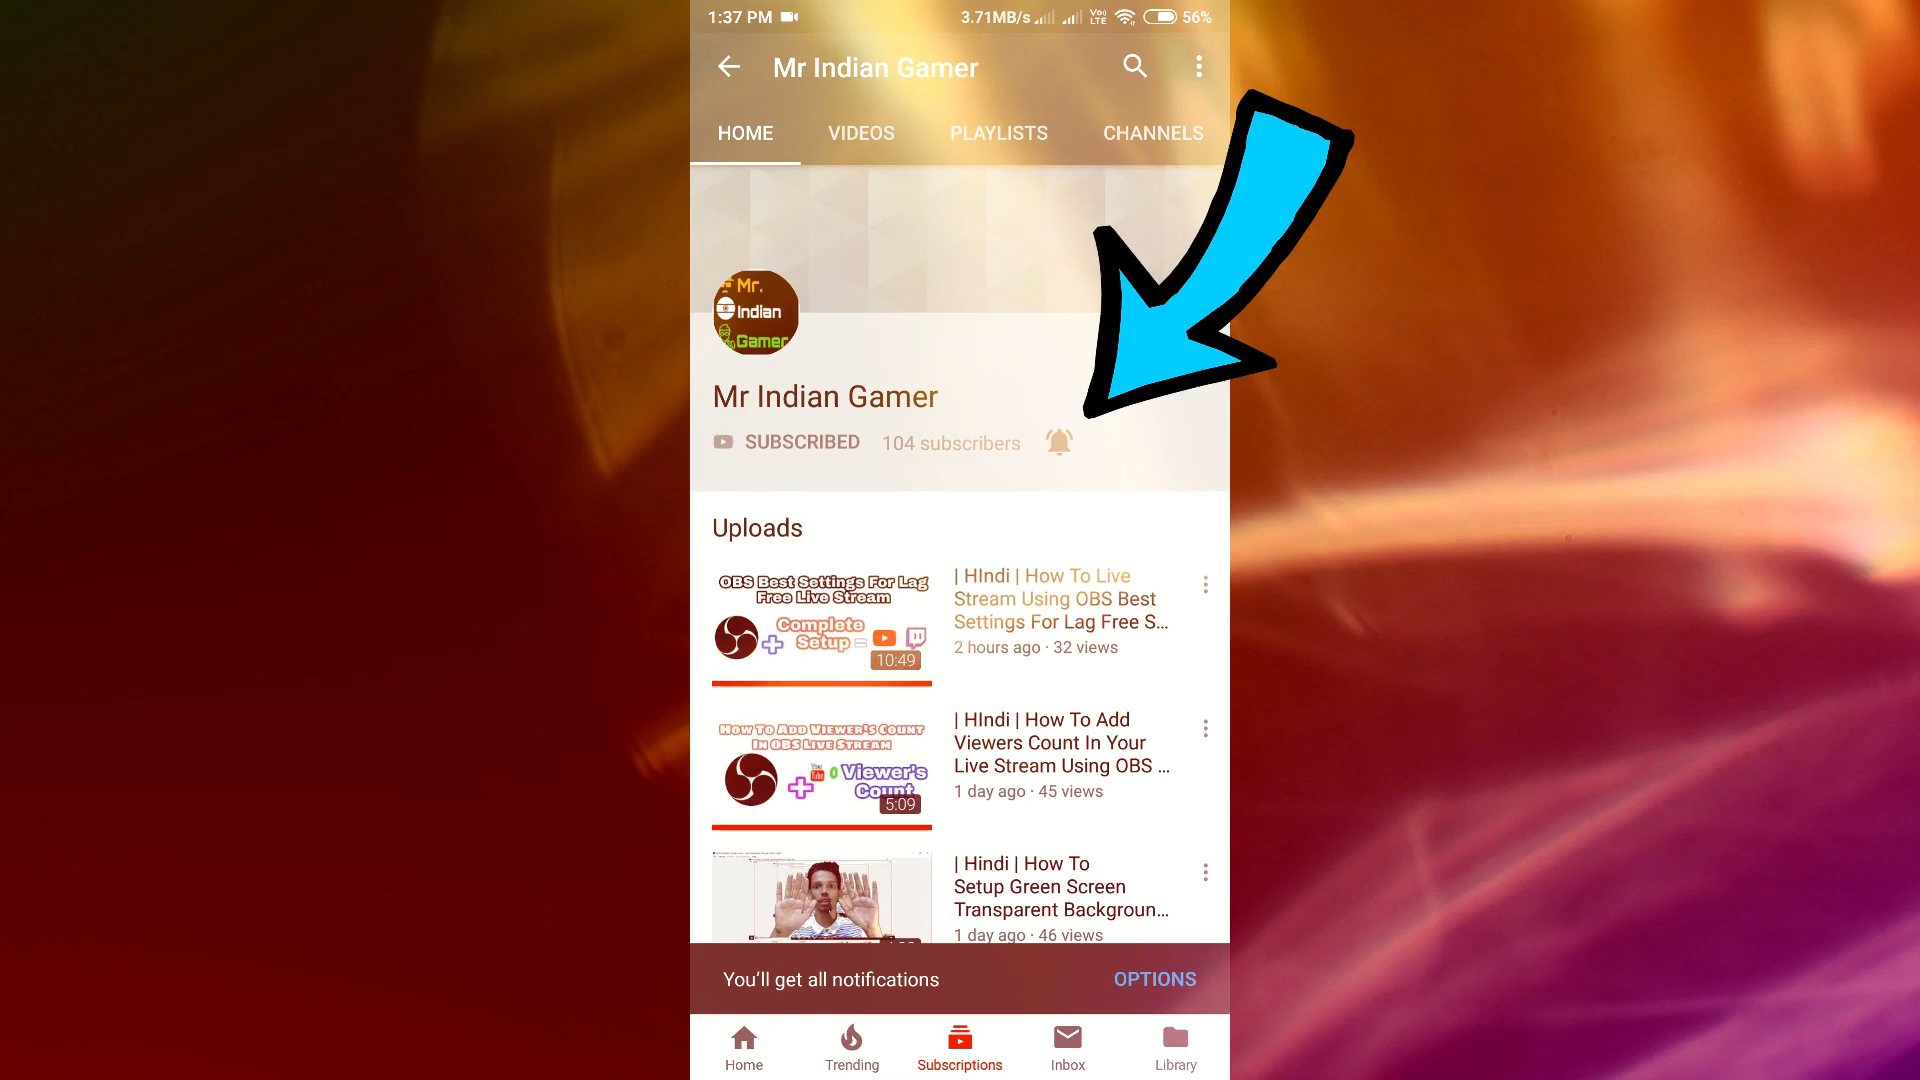 1:37 PM 3.71MB/s Vo LTE 56%
Mr Indian Gamer
HOME VIDEOS PLAYLISTS CHANNELS
Mr.
Indian
Gamer
Mr Indian Gamer
SUBSCRIBED 104 subscribers
Uploads
OBS Best Settings For Lag
Free Live Stream
Complete
Setup =
10:49
| HIndi | How To Live
Stream Using OBS Best
Settings For Lag Free S...
2 hours ago · 32 views
How To Add Viewer's Count
In OBS Live Stream
You
Tube
0 Viewer's
Count
5:09
| HIndi | How To Add
Viewers Count In Your
Live Stream Using OBS ...
1 day ago · 45 views
| Hindi | How To
Setup Green Screen
Transparent Backgroun...
1 day ago · 46 views
You'll get all notifications OPTIONS
Home Trending Subscriptions Inbox Library